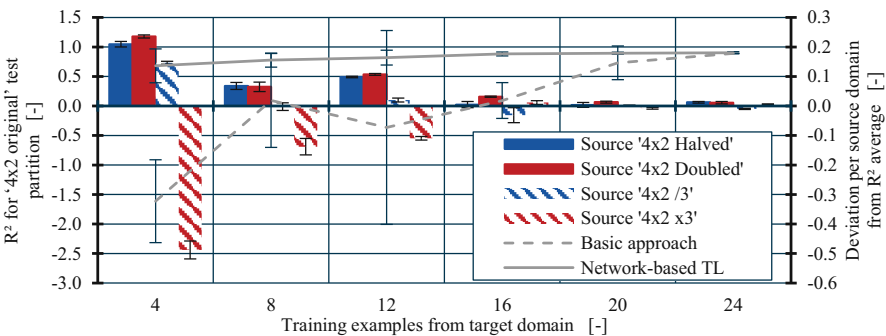 R² for ‘4x2 original’ test
partition [-]
1.5
1.0
0.5
0.0
-0.5
-1.0
-1.5
-2.0
-2.5
-3.0
Source '4x2 Halved'
Source '4x2 Doubled'
Source '4x2 /3'
Source '4x2 x3'
Basic approach
Network-based TL
0.3
0.2
0.1
0.0
-0.1
-0.2
-0.3
-0.4
-0.5
-0.6
Deviation per source domain
from R² average [-]
4 8 12 16 20 24
Training examples from target domain [-]